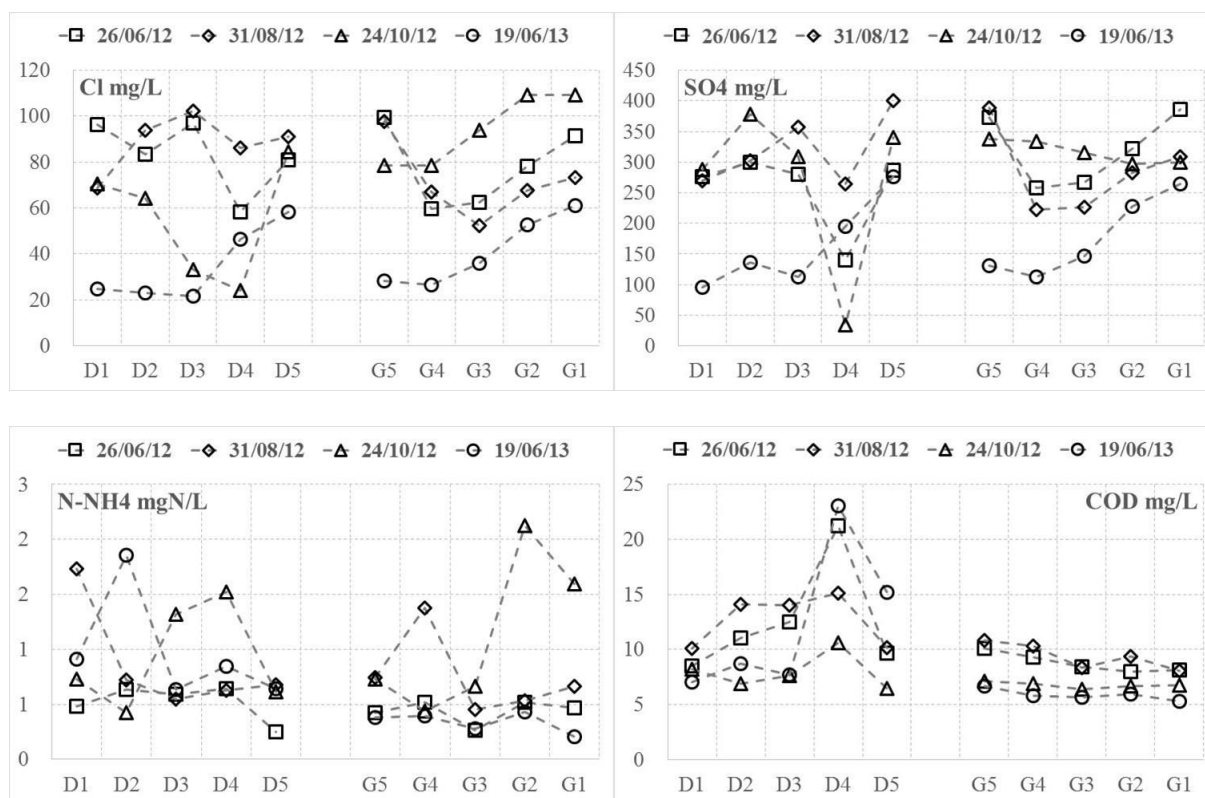 26/06/12 31/08/12 24/10/12 19/06/13
Cl mg/L
120
100
80
60
40
20
0
D1 D2 D3 D4 D5 G5 G4 G3 G2 G1
26/06/12 31/08/12 24/10/12 19/06/13
SO4 mg/L
450
400
350
300
250
200
150
100
50
0
D1 D2 D3 D4 D5 G5 G4 G3 G2 G1
26/06/12 31/08/12 24/10/12 19/06/13
N-NH4 mgN/L
3
2
2
1
1
0
D1 D2 D3 D4 D5 G5 G4 G3 G2 G1
26/06/12 31/08/12 24/10/12 19/06/13
COD mg/L
25
20
15
10
5
0
D1 D2 D3 D4 D5 G5 G4 G3 G2 G1